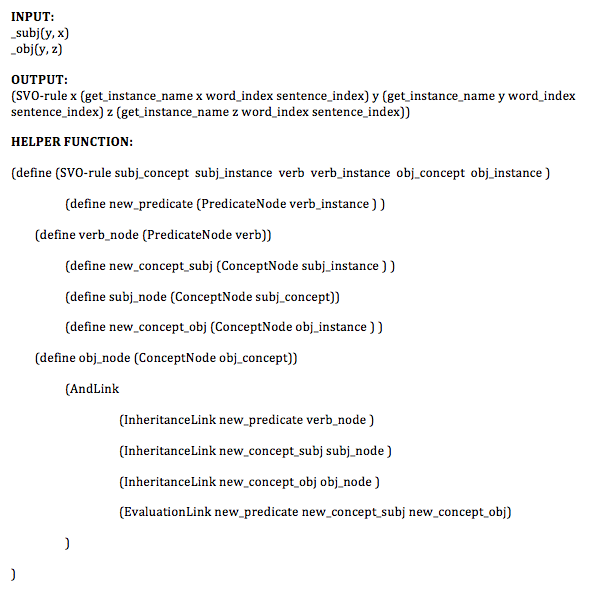 INPUT:
_subj(y, x)
_obj(y, z)
OUTPUT:
(SVO-rule x (get_instance_name x word_index sentence_index) y (get_instance_name y word_index
sentence_index) z (get_instance_name z word_index sentence_index))
HELPER FUNCTION:
(define (SVO-rule subj_concept subj_instance verb verb_instance obj_concept obj_instance )
(define new_predicate (PredicateNode verb_instance ) )
(define verb_node (PredicateNode verb))
(define new_concept_subj (ConceptNode subj_instance ) )
(define subj_node (ConceptNode subj_concept))
(define new_concept_obj (ConceptNode obj_instance ) )
(define obj_node (ConceptNode obj_concept))
(AndLink
(InheritanceLink new_predicate verb_node )
(InheritanceLink new_concept_subj subj_node )
(InheritanceLink new_concept_obj obj_node )
(EvaluationLink new_predicate new_concept_subj new_concept_obj)
)
)